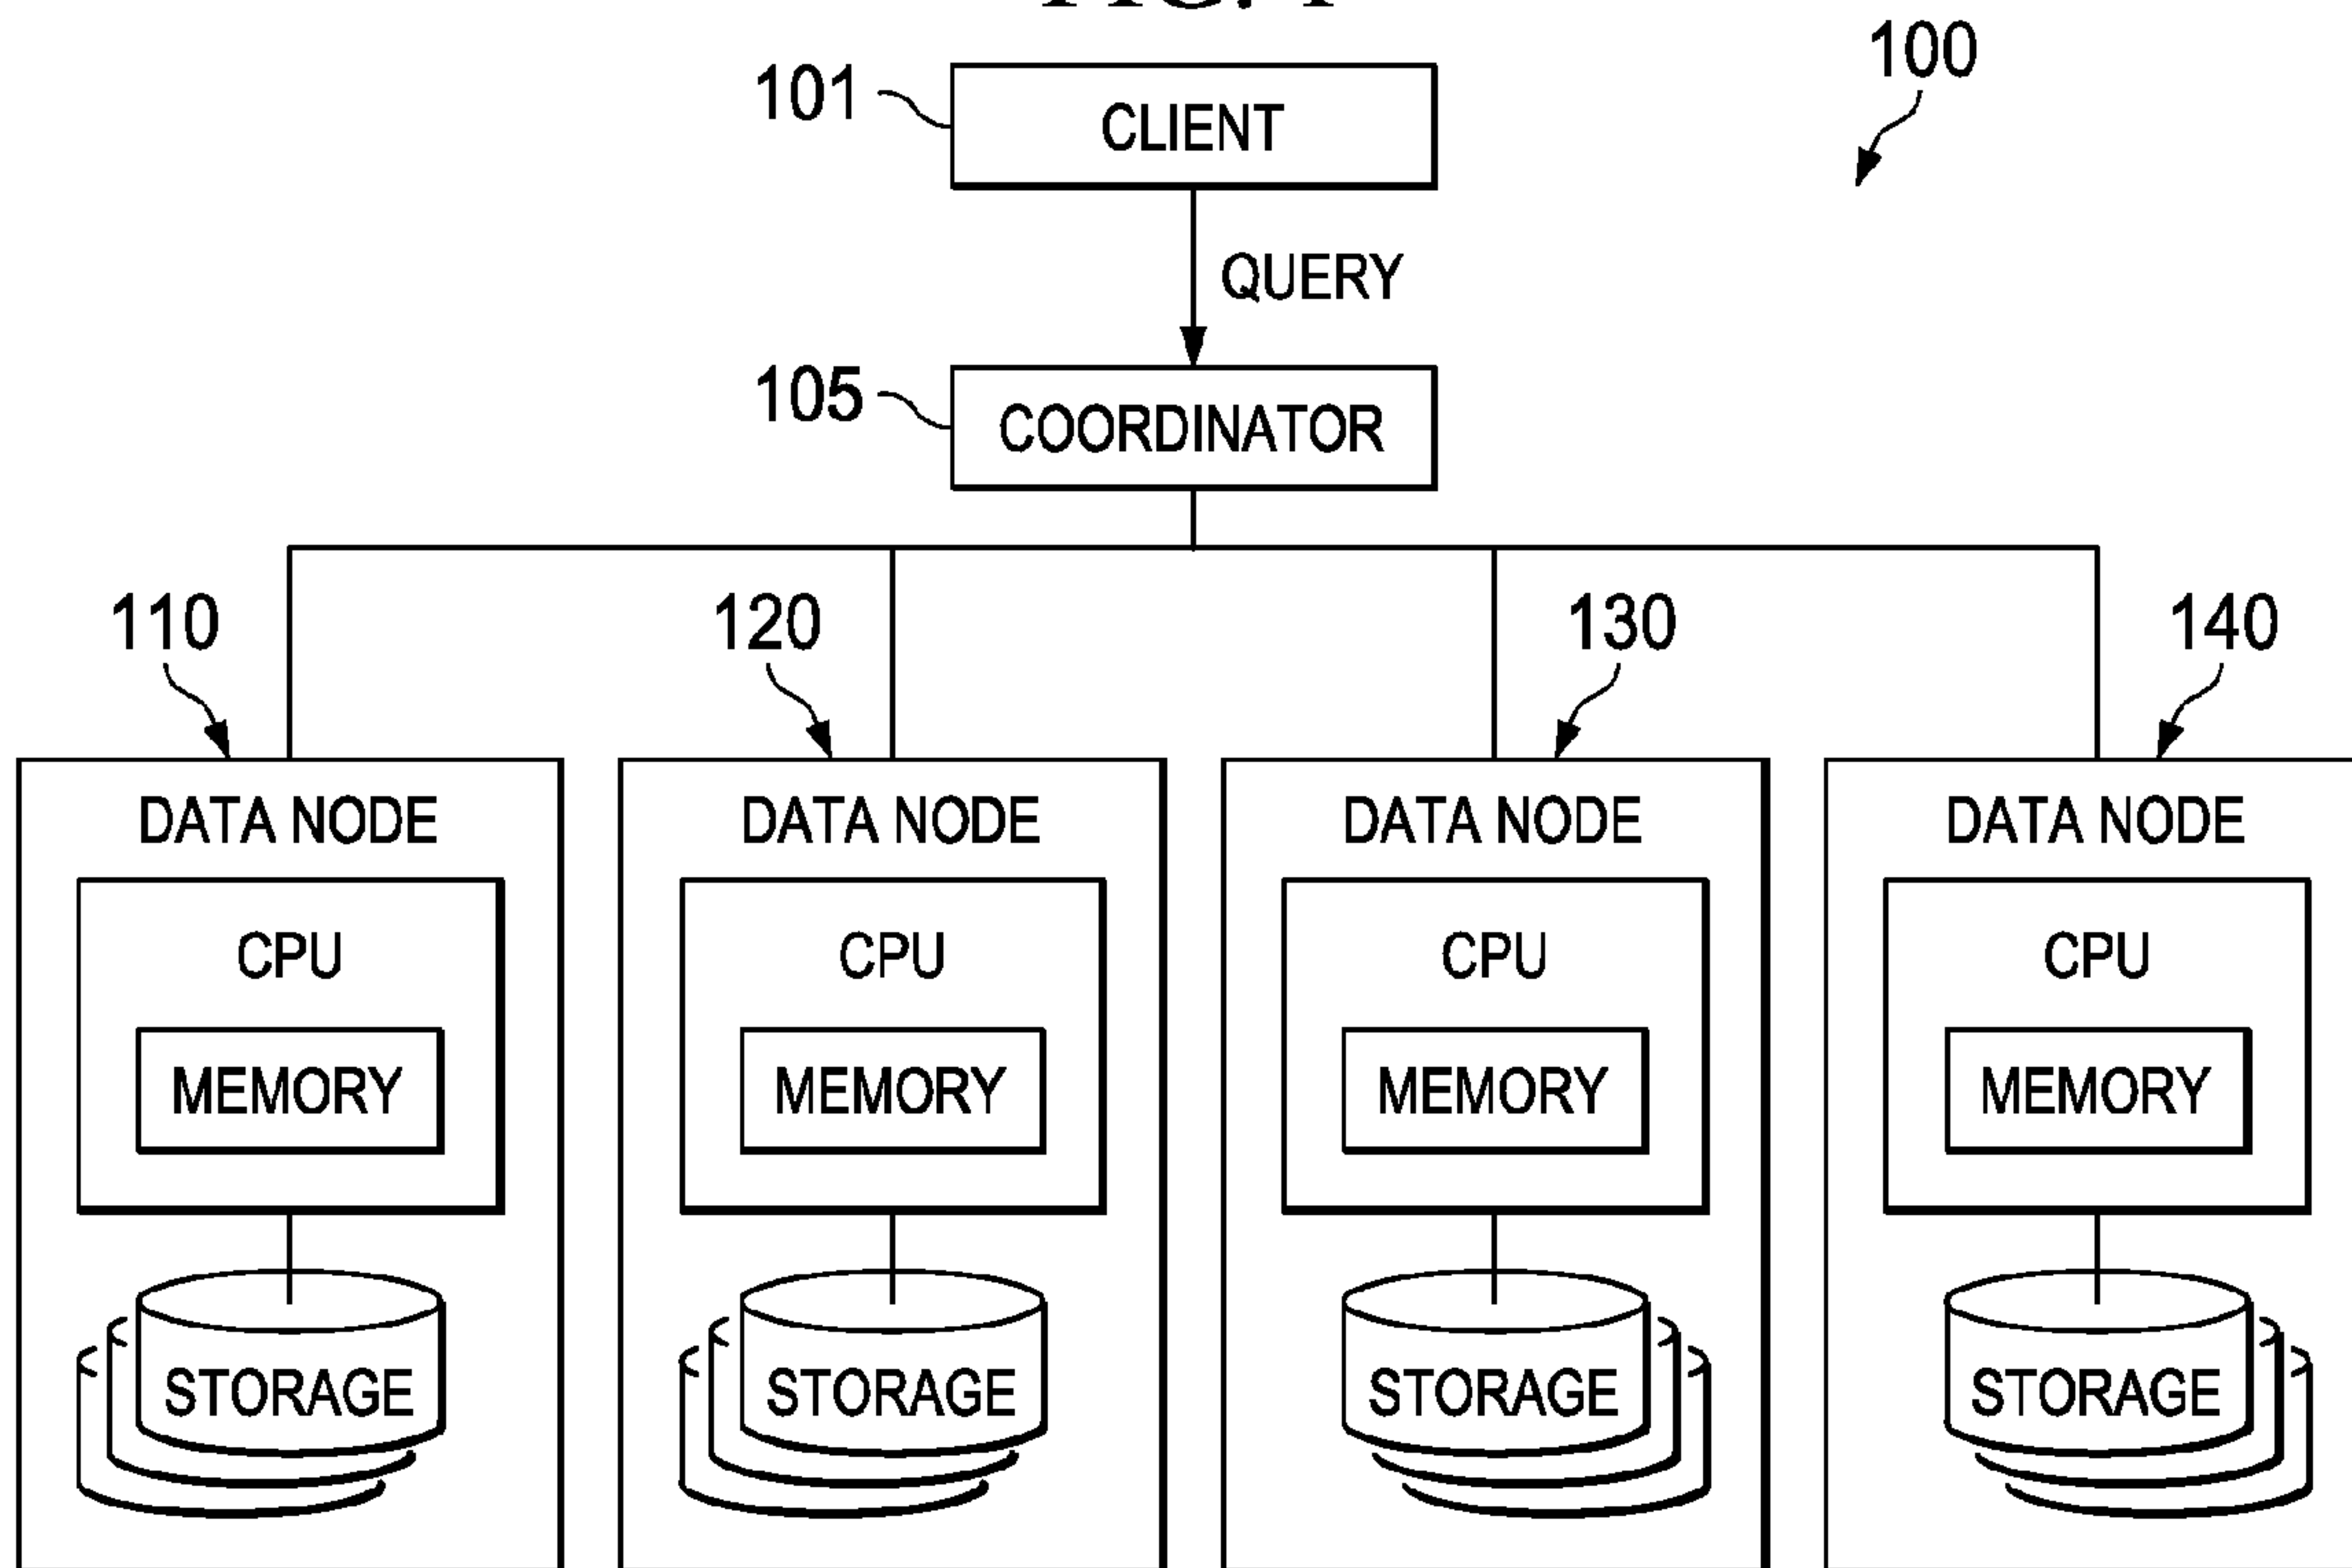 100
101
CLIENT
QUERY
105
COORDINATOR
110
120
130
140
DATA NODE
DATA NODE
DATA NODE
DATA NODE
CPU
CPU
CPU
CPU
MEMORY
MEMORY
MEMORY
MEMORY
STORAGE
STORAGE
STORAGE
STORAGE